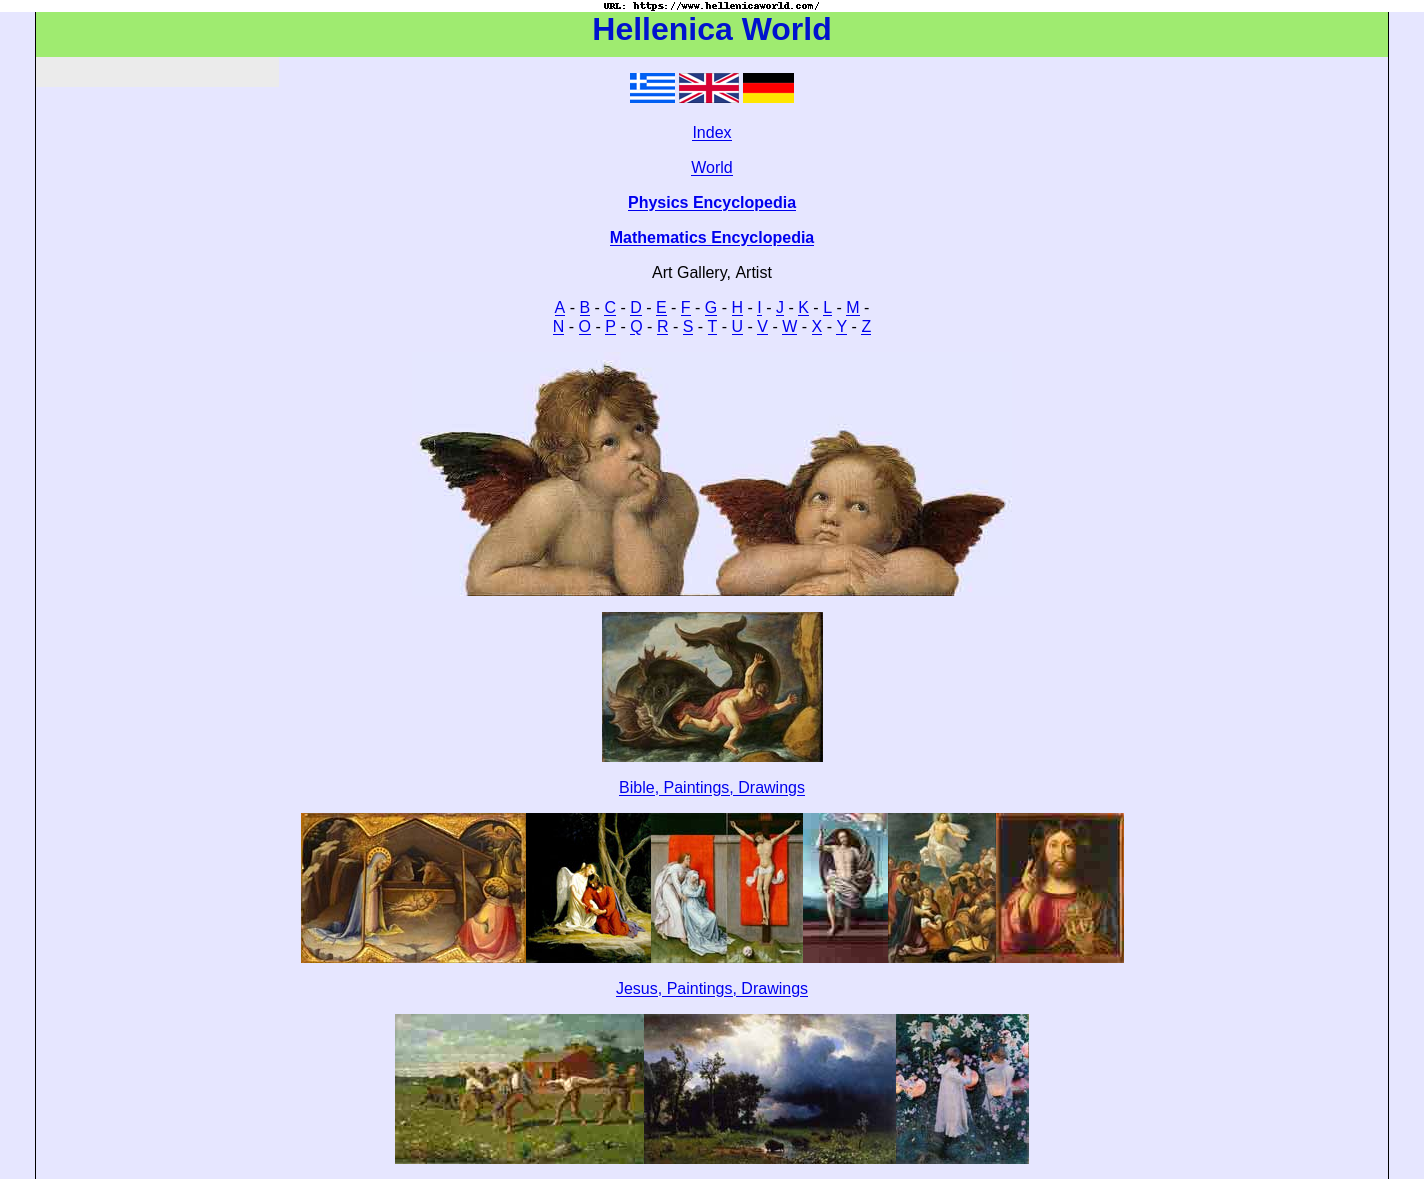 URL: https://www.hellenicaworld.com/
Hellenica World
Index
World
Physics Encyclopedia
Mathematics Encyclopedia
Art Gallery, Artist
A - B - C - D - E - F - G - H - I - J - K - L - M -
N - O - P - Q - R - S - T - U - V - W - X - Y - Z
Bible, Paintings, Drawings
Jesus, Paintings, Drawings